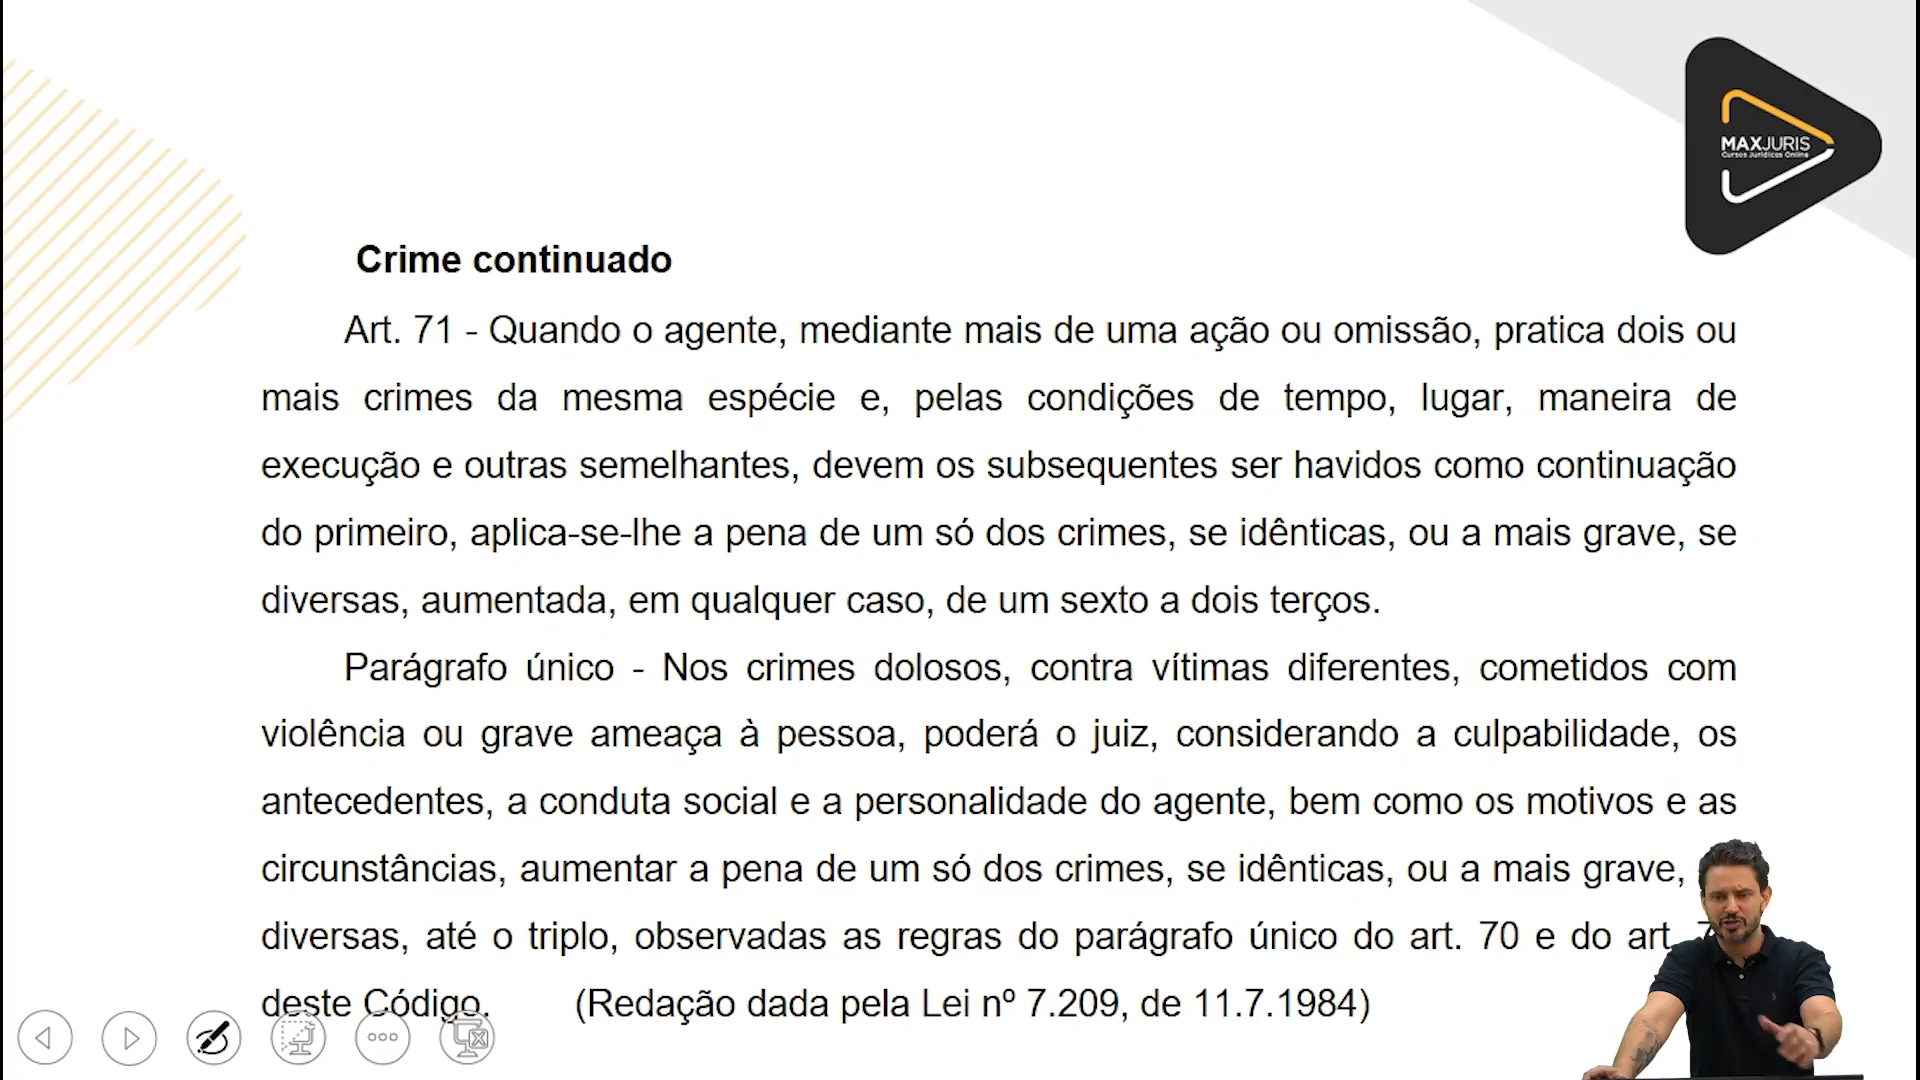 MAXJURIS
Cursos Jurídicos Online
Crime continuado
Art. 71 - Quando o agente, mediante mais de uma ação ou omissão, pratica dois ou
mais crimes da mesma espécie e, pelas condições de tempo, lugar, maneira de
execução e outras semelhantes, devem os subsequentes ser havidos como continuação
do primeiro, aplica-se-lhe a pena de um só dos crimes, se idênticas, ou a mais grave, se
diversas, aumentada, em qualquer caso, de um sexto a dois terços.
Parágrafo único - Nos crimes dolosos, contra vítimas diferentes, cometidos com
violência ou grave ameaça à pessoa, poderá o juiz, considerando a culpabilidade, os
antecedentes, a conduta social e a personalidade do agente, bem como os motivos e as
circunstâncias, aumentar a pena de um só dos crimes, se idênticas, ou a mais grave,
diversas, até o triplo, observadas as regras do parágrafo único do art. 70 e do art.
deste Código. (Redação dada pela Lei nº 7.209, de 11.7.1984)